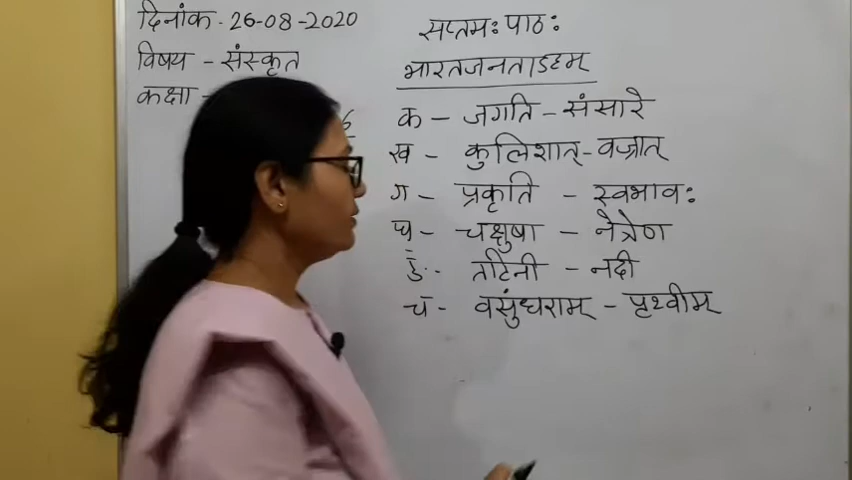 दिनांक - 26-08-2020
विषय - संस्कृत
कक्षा -
सप्तमः पाठः
भारतजनताऽहम्
क - जगति - संसारे
ख - कुलिशात् - वज्रात्
ग - प्रकृति - स्वभावः
घ - चक्षुषा - नेत्रेण
ङ - तटिनी - नदी
च - वसुंधराम् - पृथ्वीम्